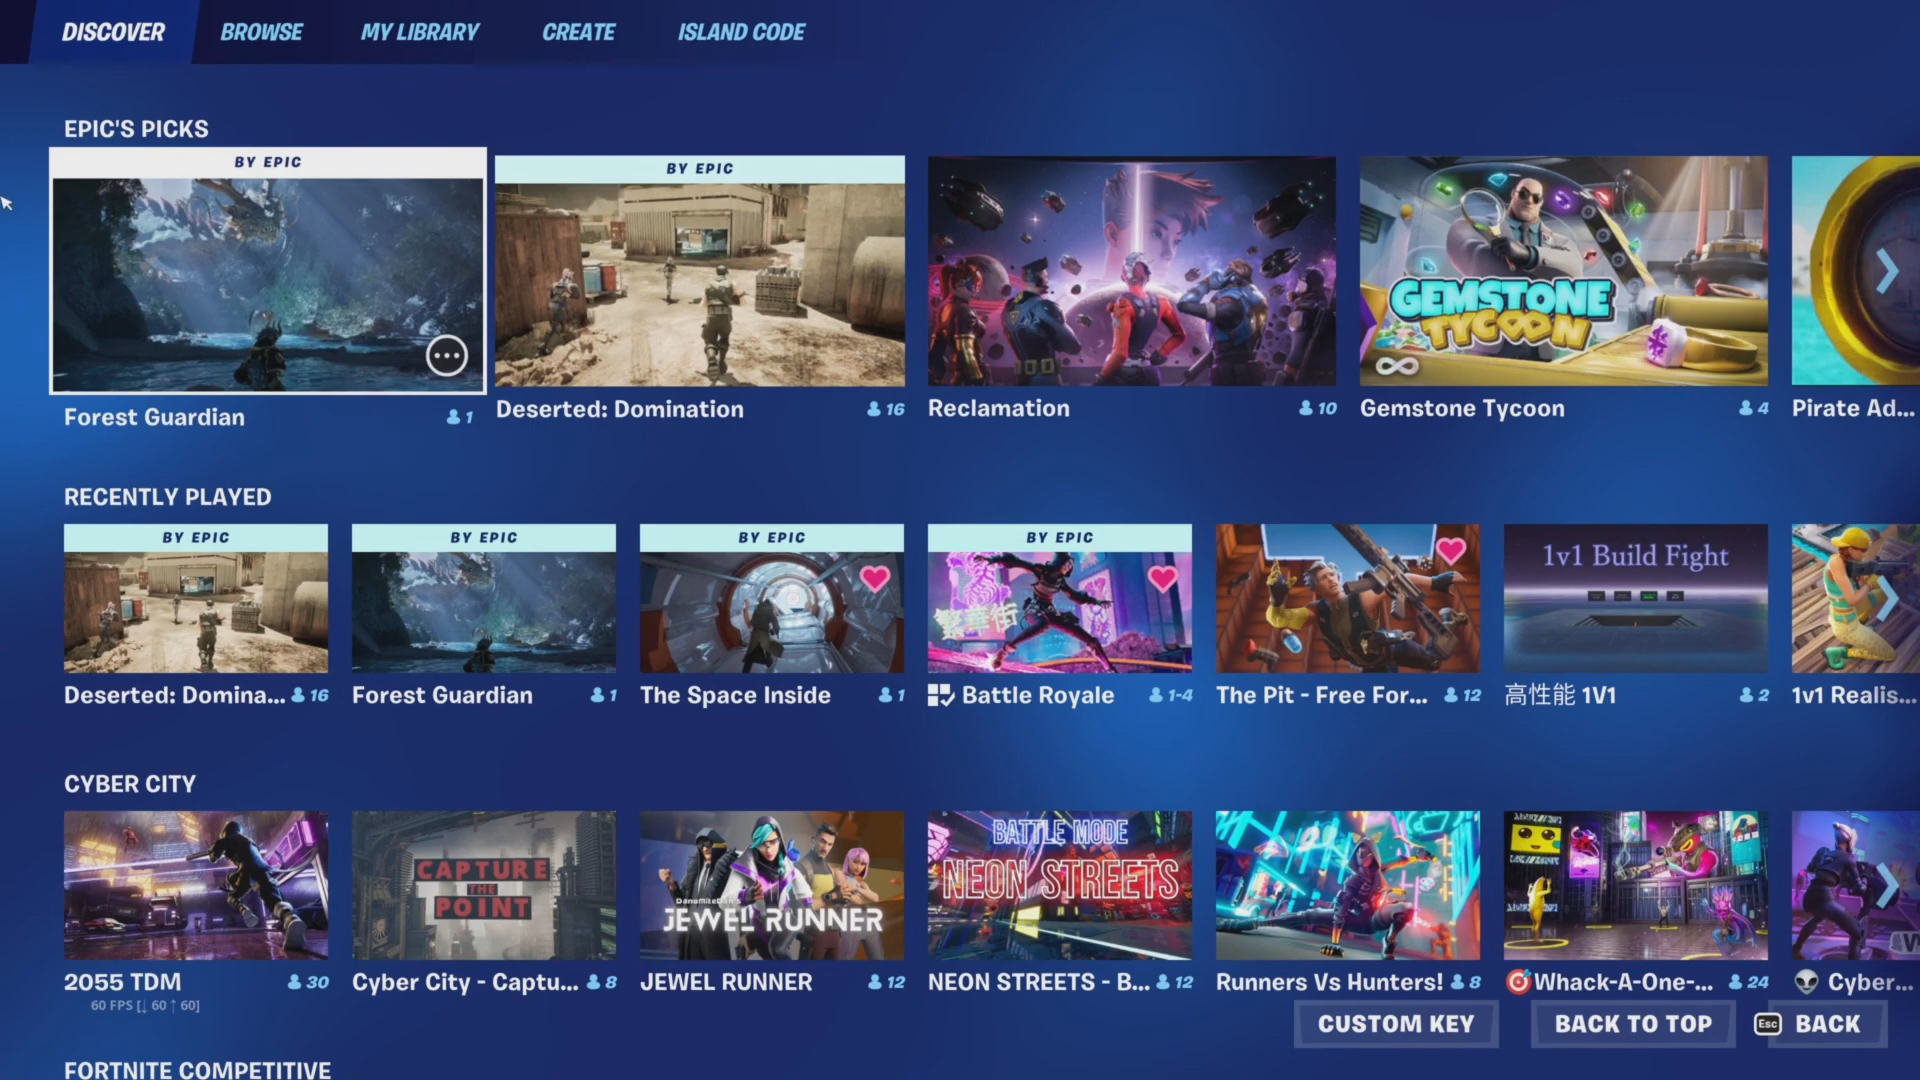 DISCOVER
BROWSE
MY LIBRARY
CREATE
ISLAND CODE
EPIC'S PICKS
BY EPIC
BY EPIC
GEMSTONE
TYCOON
Forest Guardian
1
Deserted: Domination
16
Reclamation
10
Gemstone Tycoon
4
Pirate Ad...
RECENTLY PLAYED
BY EPIC
BY EPIC
BY EPIC
BY EPIC
繁華街
1v1 Build Fight
Deserted: Domina...
16
Forest Guardian
1
The Space Inside
1
Battle Royale
1-4
The Pit - Free For...
12
高性能 1V1
2
1v1 Realis...
CYBER CITY
CAPTURE
THE
POINT
JEWEL RUNNER
BATTLE MODE
NEON STREETS
2055 TDM
30
Cyber City - Captu...
8
JEWEL RUNNER
12
NEON STREETS - B...
12
Runners Vs Hunters!
8
Whack-A-One-...
24
Cyber...
60 FPS [↓ 60 ↑ 60]
CUSTOM KEY
BACK TO TOP
Esc
BACK
FORTNITE COMPETITIVE